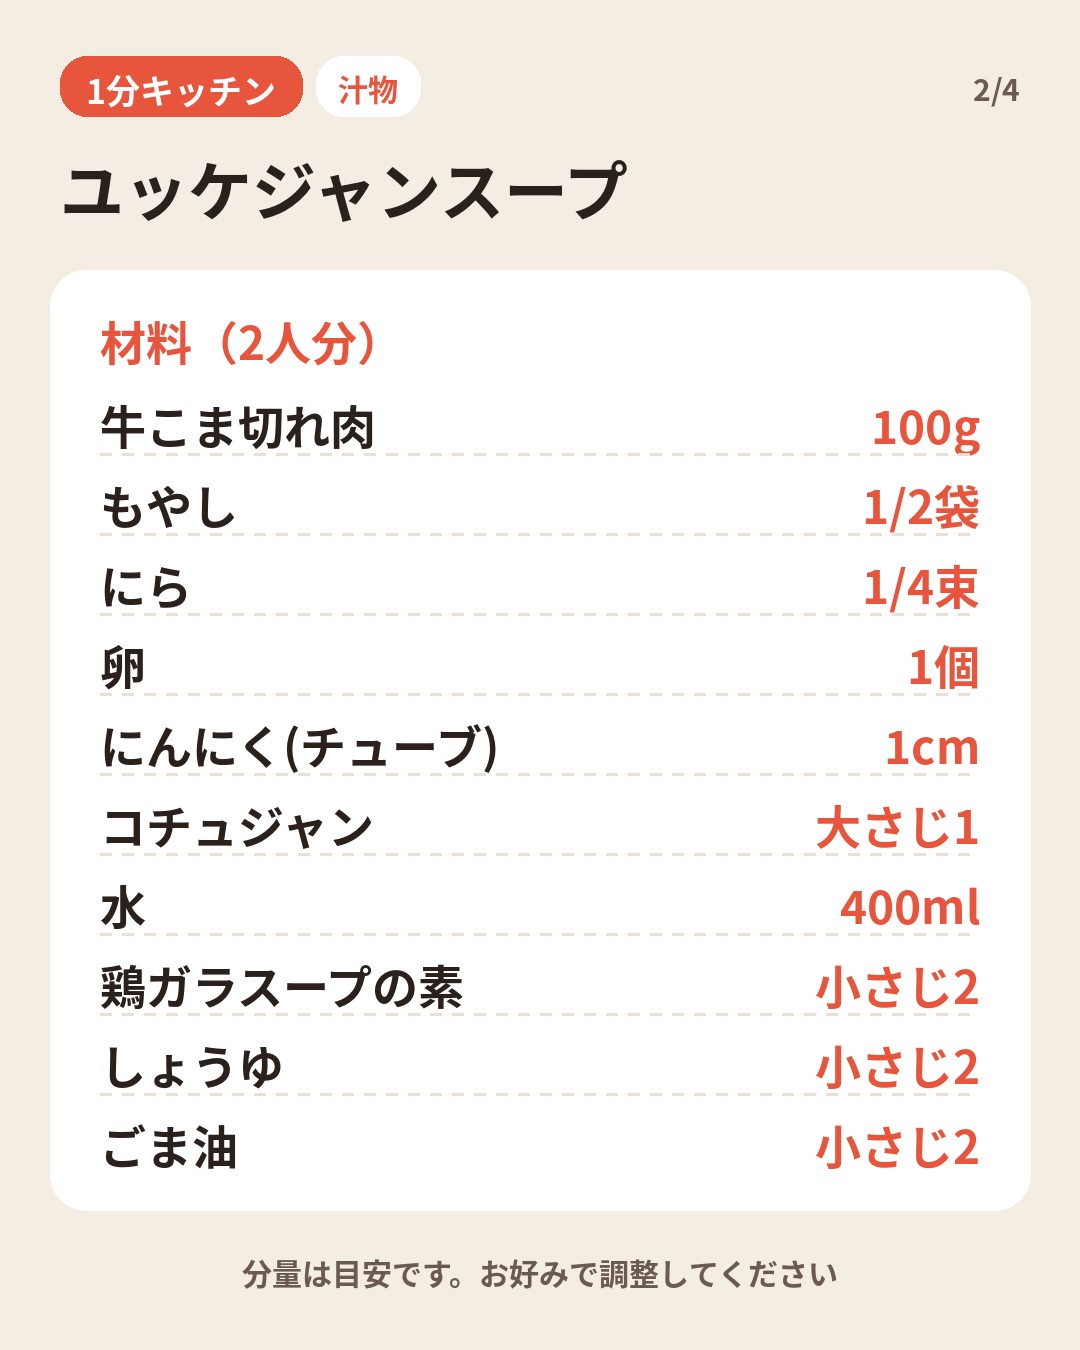 1分キッチン 汁物 2/4
ユッケジャンスープ
材料（2人分）
牛こま切れ肉 100g
もやし 1/2袋
にら 1/4束
卵 1個
にんにく(チューブ) 1cm
コチュジャン 大さじ1
水 400ml
鶏ガラスープの素 小さじ2
しょうゆ 小さじ2
ごま油 小さじ2
分量は目安です。お好みで調整してください